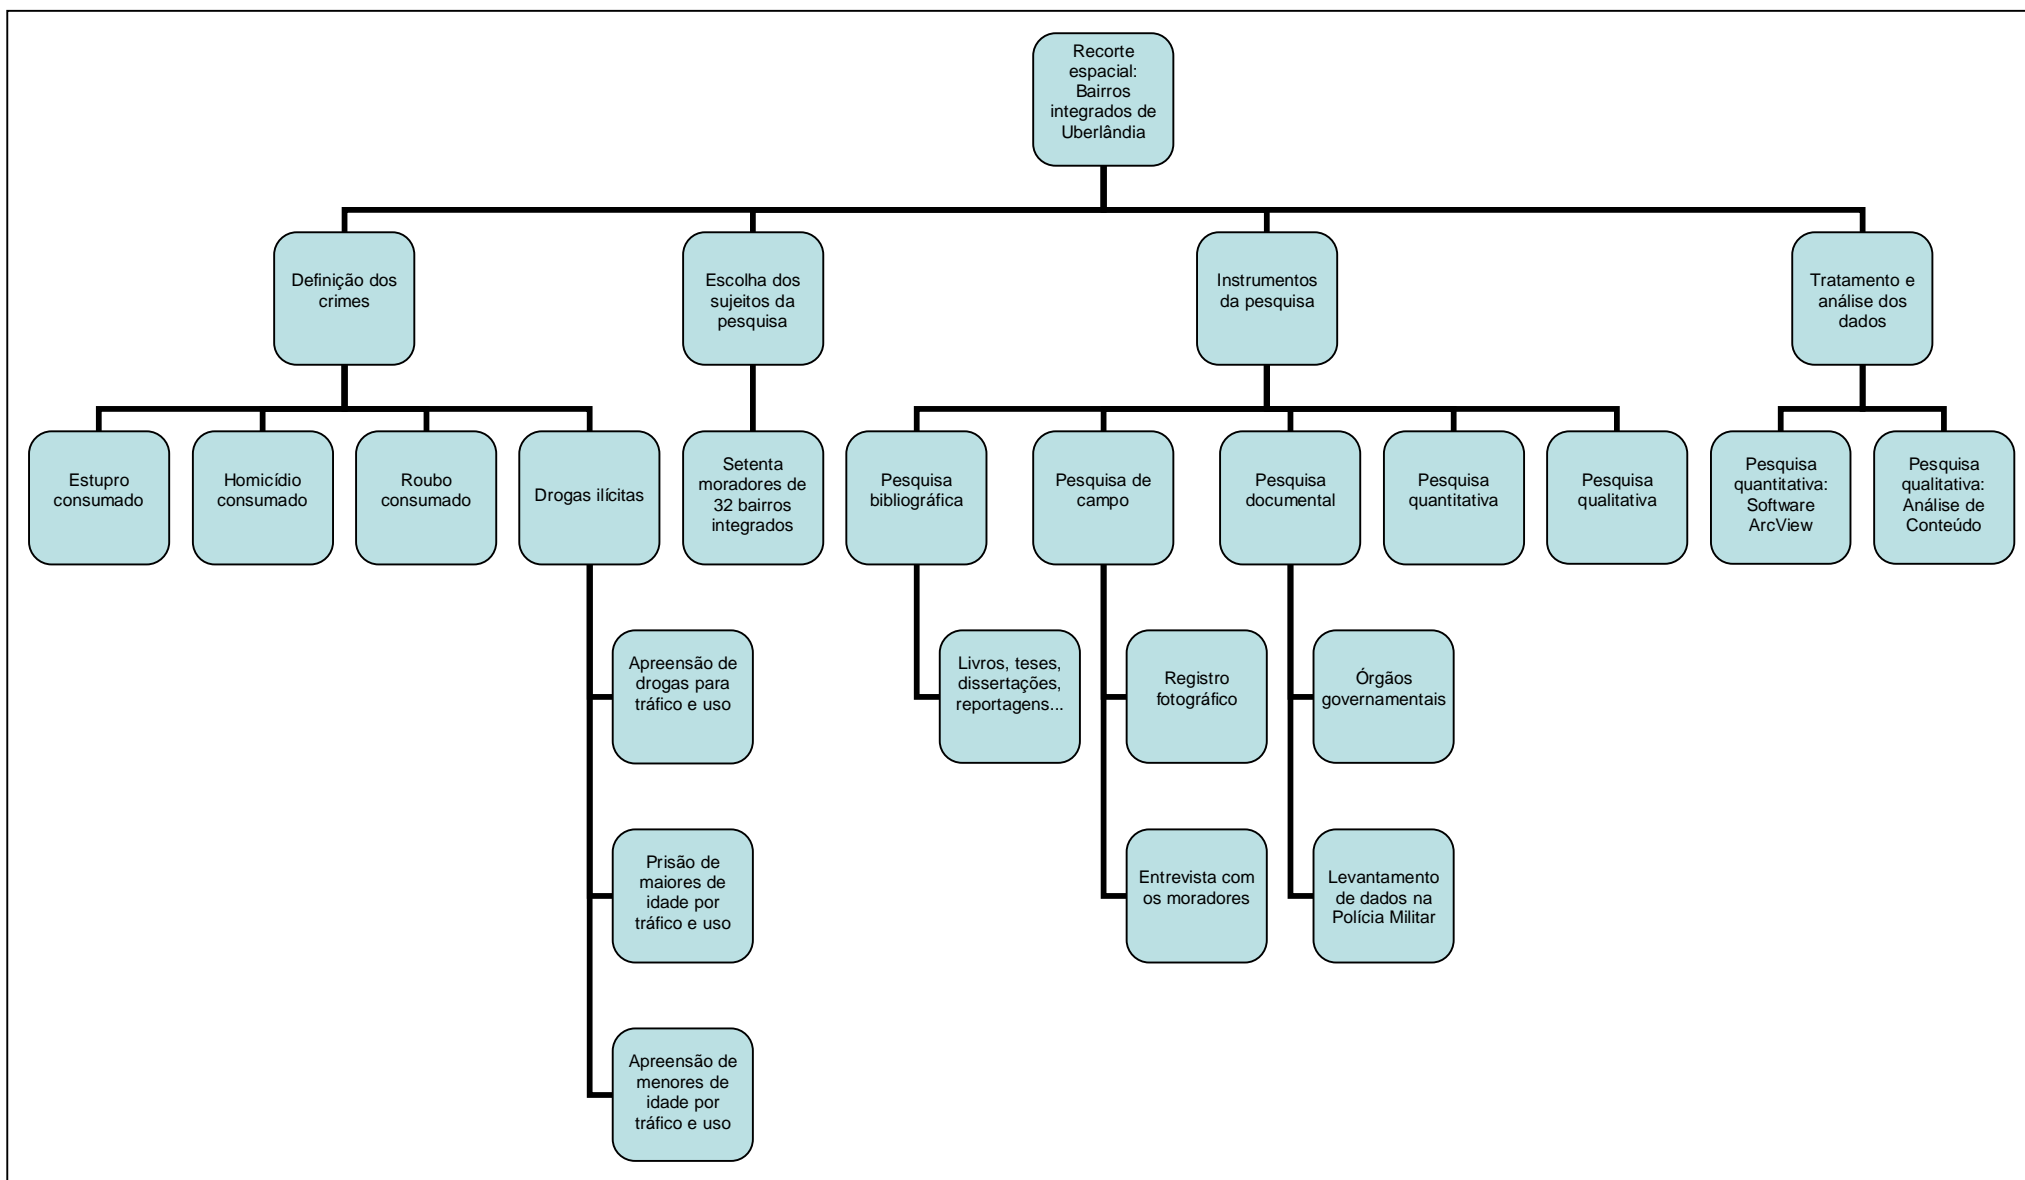 Recorte
espacial:
Bairros
integrados de
Uberlândia
Definição dos
crimes
Escolha dos
sujeitos da
pesquisa
Instrumentos
da pesquisa
Tratamento e
análise dos
dados
Estupro
consumado
Homicídio
consumado
Roubo
consumado
Drogas ilícitas
Setenta
moradores de
32 bairros
integrados
Pesquisa
bibliográfica
Pesquisa de
campo
Pesquisa
documental
Pesquisa
quantitativa
Pesquisa
qualitativa
Pesquisa
quantitativa:
Software
ArcView
Pesquisa
qualitativa:
Análise de
Conteúdo
Apreensão de
drogas para
tráfico e uso
Livros, teses,
dissertações,
reportagens...
Registro
fotográfico
Órgãos
governamentais
Prisão de
maiores de
idade por
tráfico e uso
Entrevista com
os moradores
Levantamento
de dados na
Polícia Militar
Apreensão de
menores de
idade por
tráfico e uso